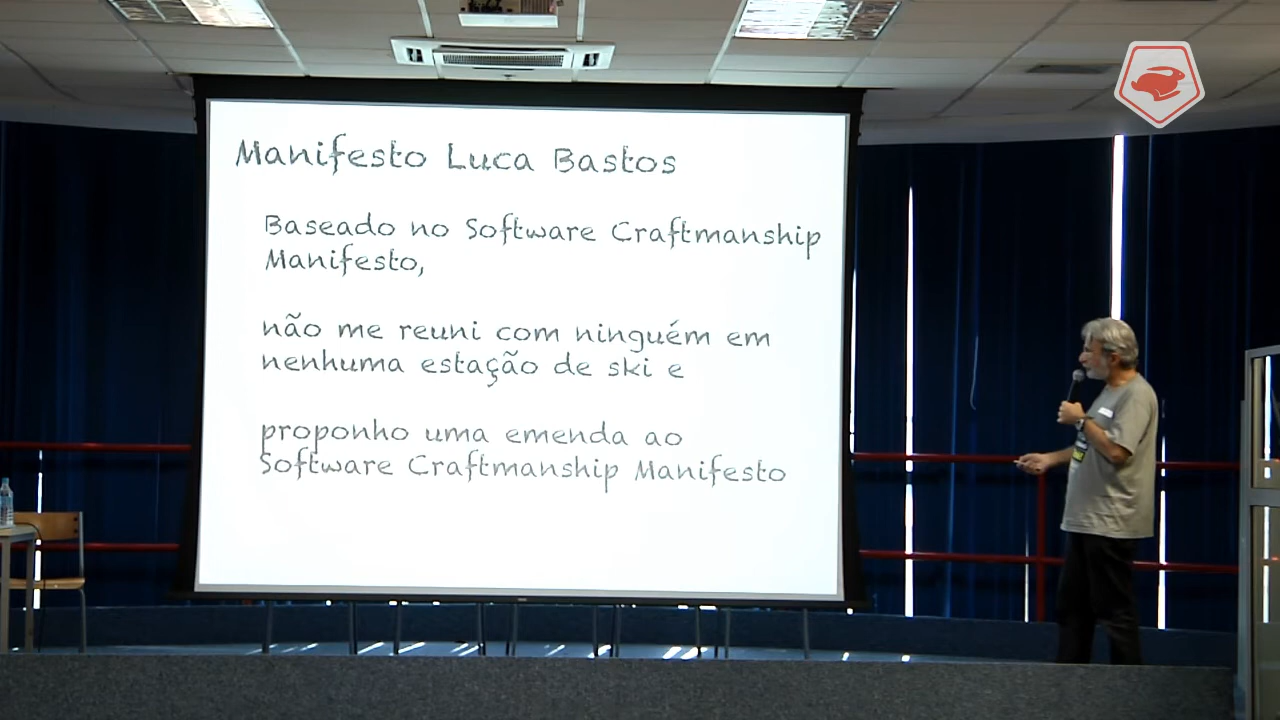 Manifesto Luca Bastos
Baseado no Software Craftmanship
Manifesto,
não me reuni com ninguém em
nenhuma estação de ski e
proponho uma emenda ao
Software Craftmanship Manifesto